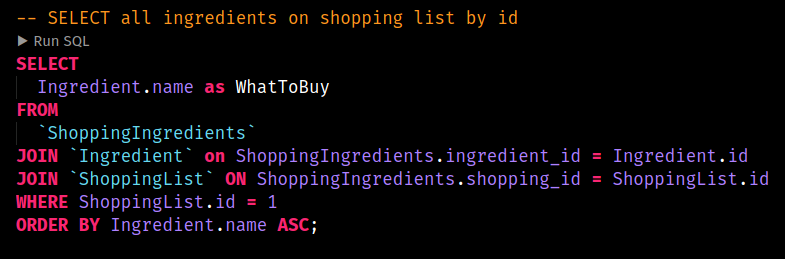 -- SELECT all ingredients on shopping list by id
▶ Run SQL
SELECT
  Ingredient.name as WhatToBuy
FROM
  `ShoppingIngredients`
JOIN `Ingredient` on ShoppingIngredients.ingredient_id = Ingredient.id
JOIN `ShoppingList` ON ShoppingIngredients.shopping_id = ShoppingList.id
WHERE ShoppingList.id = 1
ORDER BY Ingredient.name ASC;